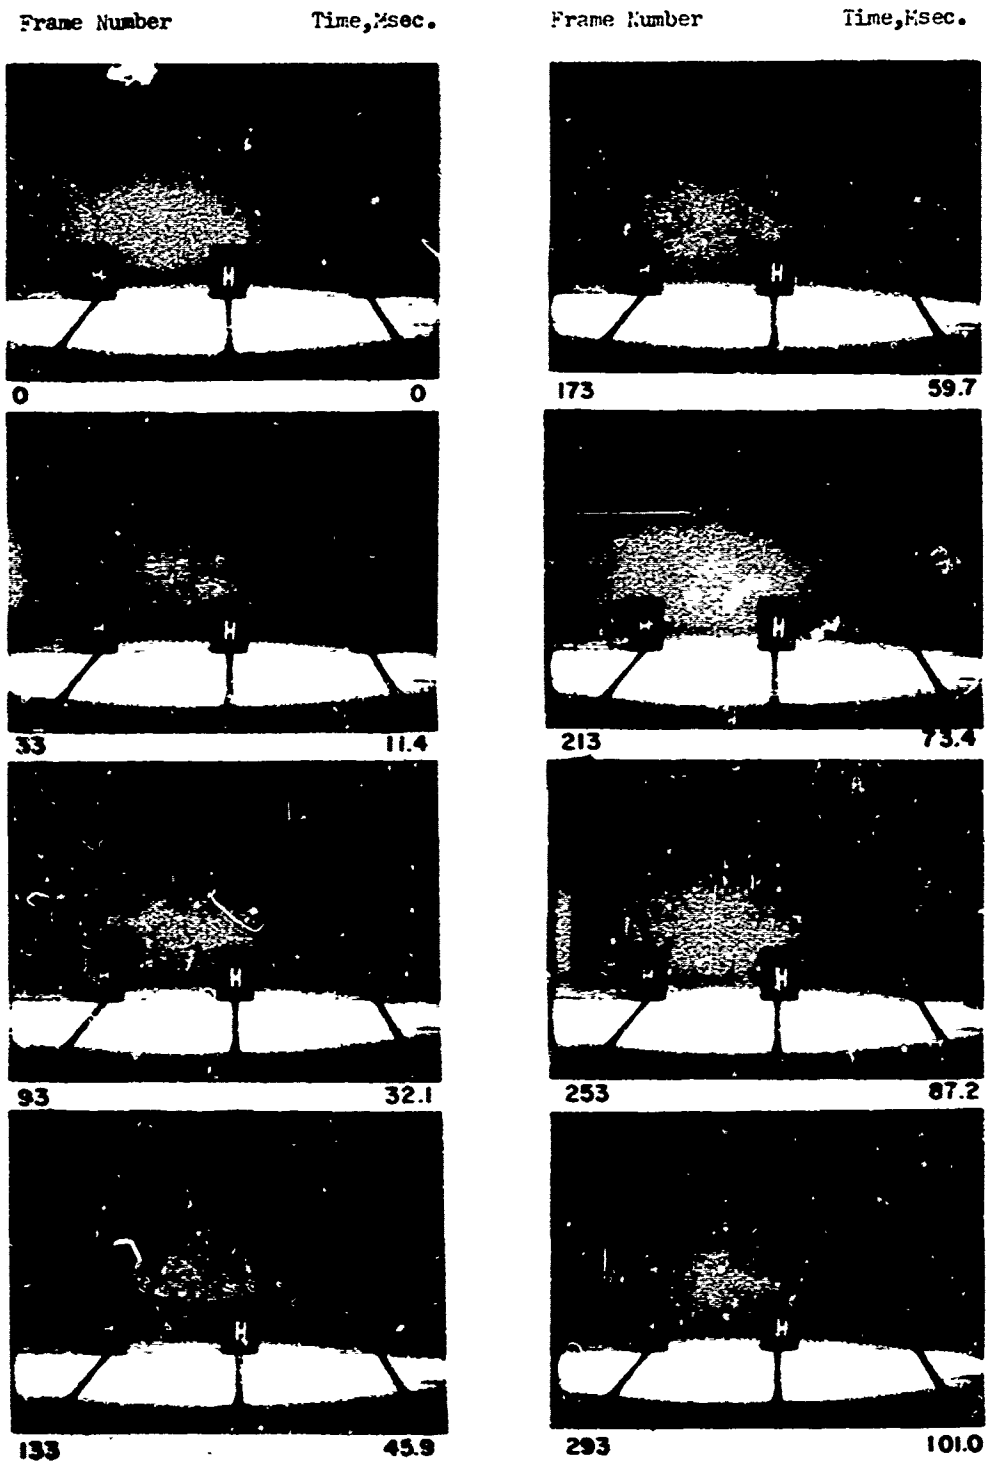 Frame Number Time,Msec.
H H
0 0
H H
33 11.4
H H
93 32.1
H
133 45.9
Frame Number Time,Msec.
H H
173 59.7
H H
213 73.4
H H
253 87.2
H
293 101.0